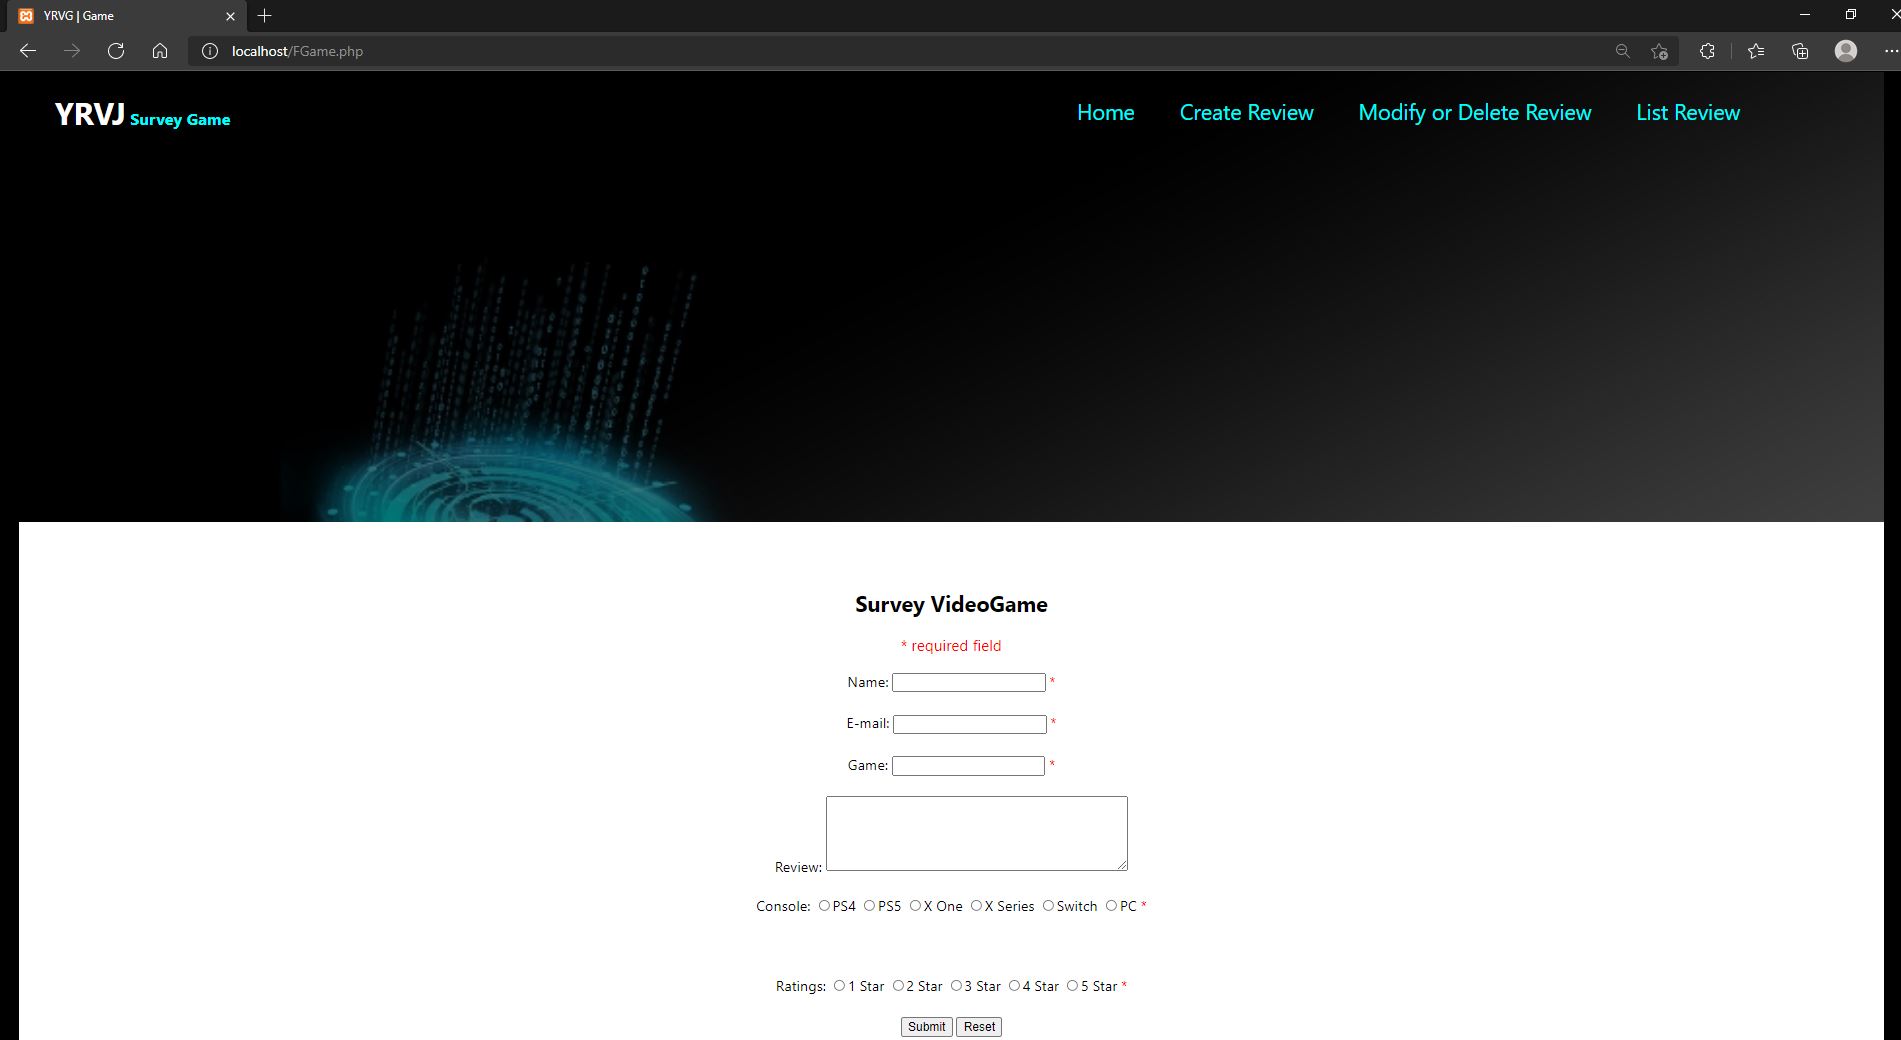 YRVG | Game
localhost/FGame.php
YRVJ Survey Game
Home Create Review Modify or Delete Review List Review
Survey VideoGame
* required field
Name: *
E-mail: *
Game: *
Review:
Console: PS4 PS5 X One X Series Switch PC *
Ratings: 1 Star 2 Star 3 Star 4 Star 5 Star *
Submit Reset